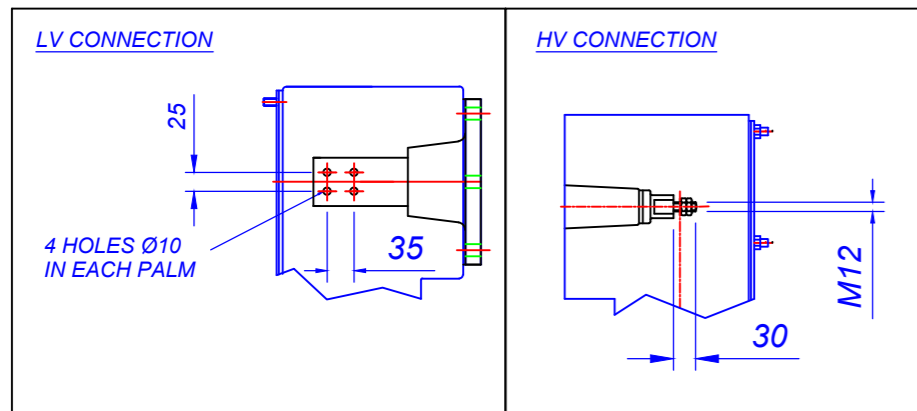 LV CONNECTION
25
4 HOLES Ø10
IN EACH PALM
35
HV CONNECTION
M12
30